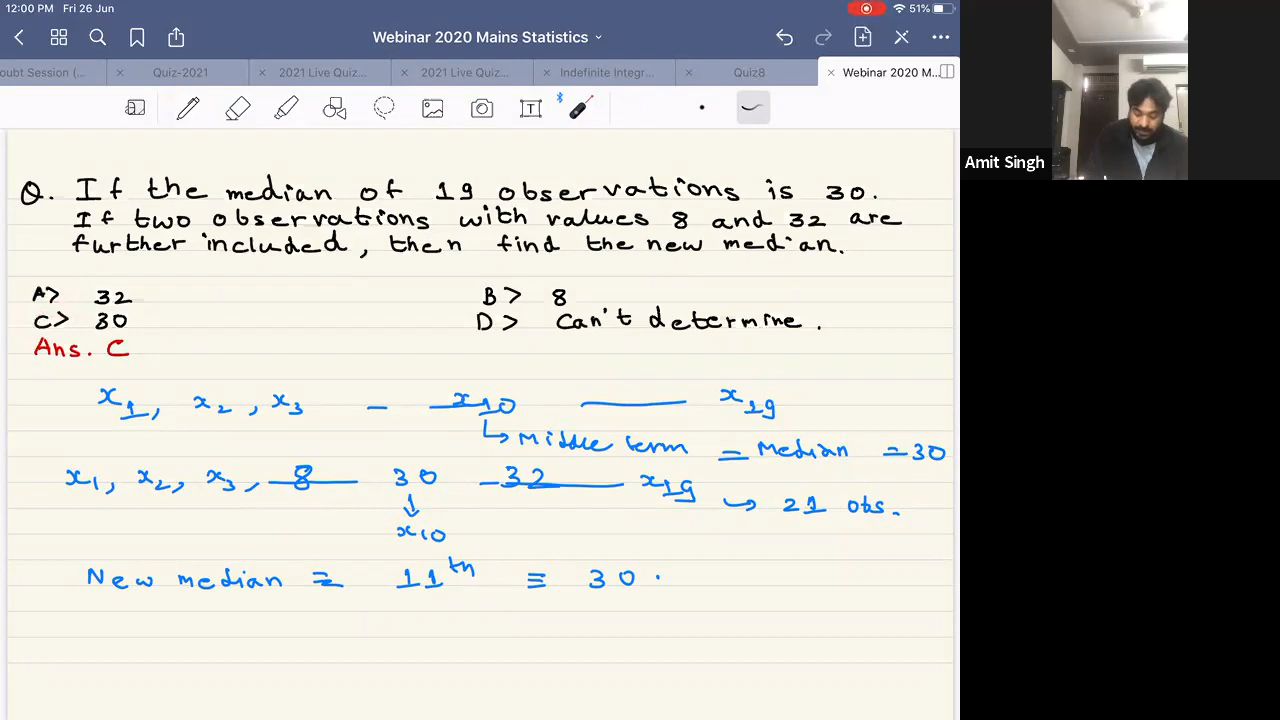 12:00 PM Fri 26 Jun
51%
Webinar 2020 Mains Statistics
oubt Session (...
Quiz-2021
2021 Live Quiz...
2021 Live Quiz...
Indefinite Integr...
Quiz8
Webinar 2020 M...
Amit Singh
Q. If the median of 19 observations is 30.
If two observations with values 8 and 32 are
further included, then find the new median.
A> 32
B> 8
C> 30
D> Can't determine.
Ans. C
x1, x2, x3 – x10 — x19
↳ Middle term = Median = 30
x1, x2, x3, 8 30 32 x19 → 21 obs.
↓
x10
New median = 11th ≡ 30.